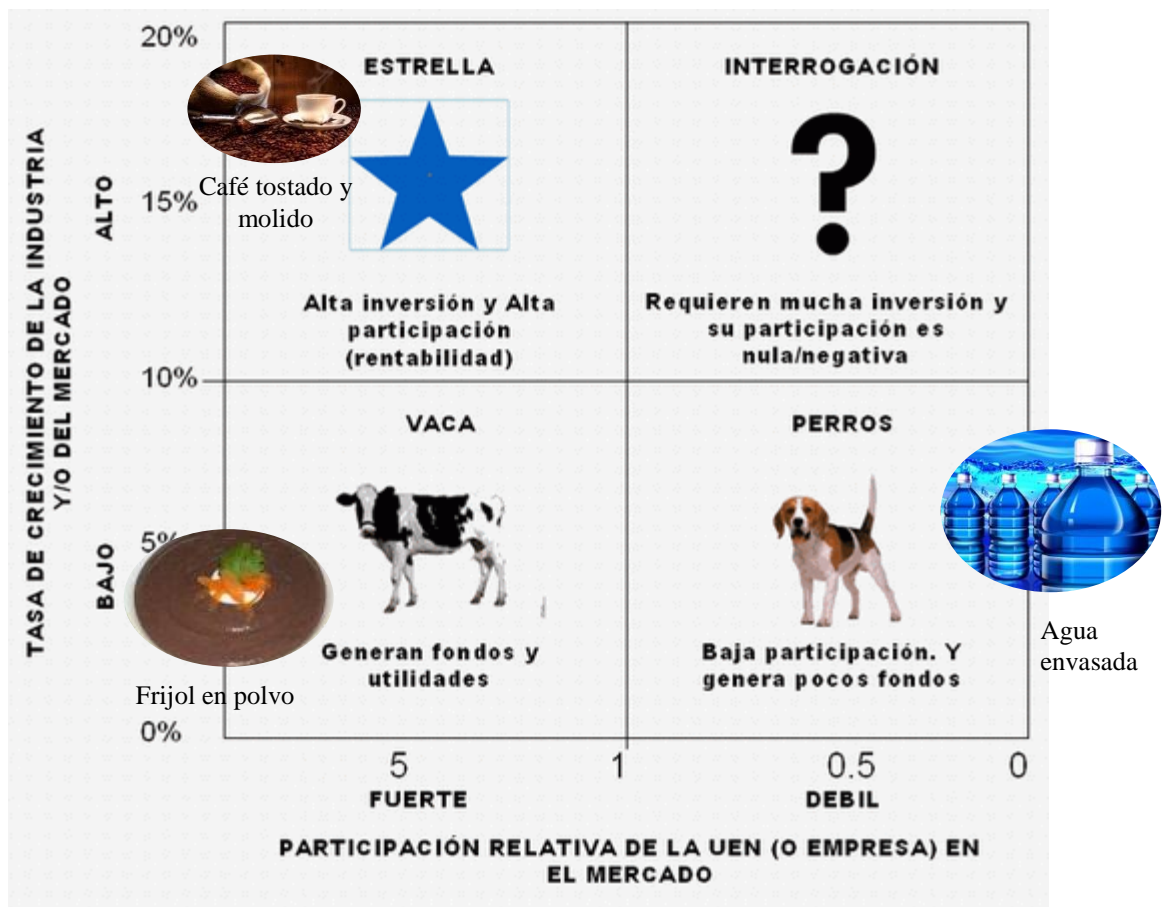 20%
ESTRELLA
INTERROGACIÓN
?
TASA DE CRECIMIENTO DE LA INDUSTRIA
Y/O DEL MERCADO
ALTO
15%
Café tostado y
molido
Alta inversión y Alta
participación
(rentabilidad)
Requieren mucha inversión y
su participación es
nula/negativa
10%
VACA
PERROS
BAJO
5%
Generan fondos y
utilidades
Baja participación. Y
genera pocos fondos
Agua
envasada
Frijol en polvo
0%
5
1
0.5
0
FUERTE
DEBIL
PARTICIPACIÓN RELATIVA DE LA UEN (O EMPRESA) EN
EL MERCADO